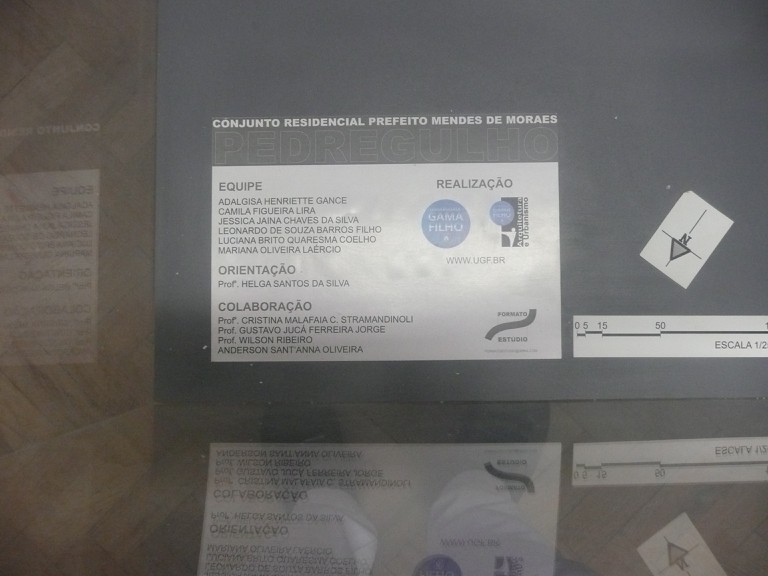 CONJUNTO RESIDENCIAL PREFEITO MENDES DE MORAES
PEDREGULHO
EQUIPE
ADALGISA HENRIETTE GANCE
CAMILA FIGUEIRA LIRA
JESSICA JAINA CHAVES DA SILVA
LEONARDO DE SOUZA BARROS FILHO
LUCIANA BRITO QUARESMA COELHO
MARIANA OLIVEIRA LAÉRCIO
ORIENTAÇÃO
Profª. HELGA SANTOS DA SILVA
COLABORAÇÃO
Profª. CRISTINA MALAFAIA C. STRAMANDINOLI
Prof. GUSTAVO JUCÁ FERREIRA JORGE
Prof. WILSON RIBEIRO
ANDERSON SANT'ANNA OLIVEIRA
REALIZAÇÃO
GAMA
FILHO
Arquitetura
e Urbanismo
WWW.UGF.BR
FORMATO
ESTÚDIO
N
0 5 15 50
ESCALA 1/2